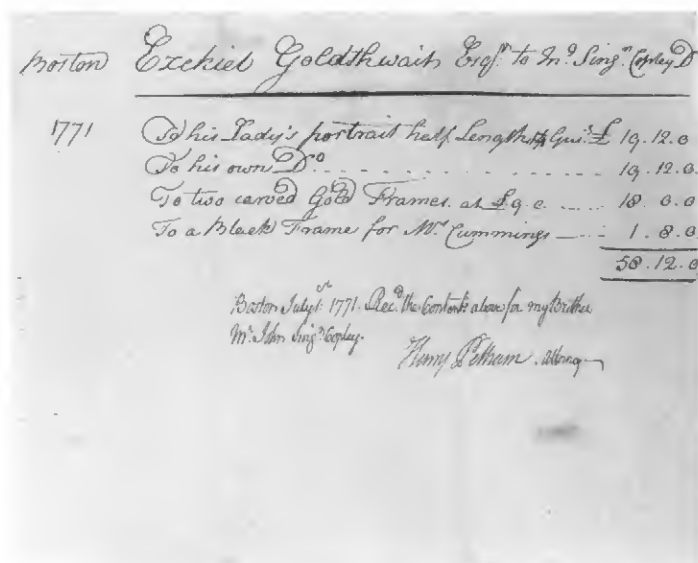 Boston Ezekiel Goldthwait Esqr. to Jno. Singn. Copley Dr
1771 To his Lady's portrait half Length 14 Guis. £ 19.12.0
To his own Do. 19.12.0
To two carved Gold Frames at £9 18.0.0
To a Black Frame for Mr. Cummings 1.8.0
58.12.0
Boston July 1st 1771. Recd. the Contents above for my Brother
Mr. John Singn. Copley.
Henry Pelham. attorney